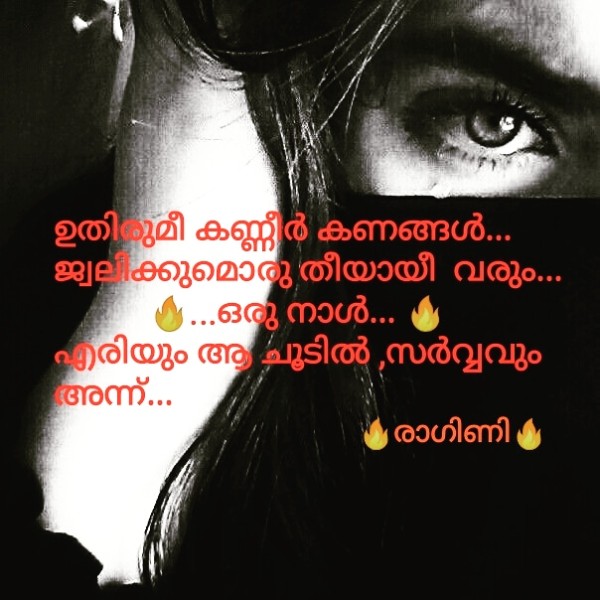 ഉതിരുമീ കണ്ണീർ കണങ്ങൾ...
ജ്വലിക്കുമൊരു തീയായീ വരും...
🔥...ഒരു നാൾ... 🔥
എരിയും ആ ചൂടിൽ ,സർവ്വവും
അന്ന്...
🔥രാഗിണി🔥